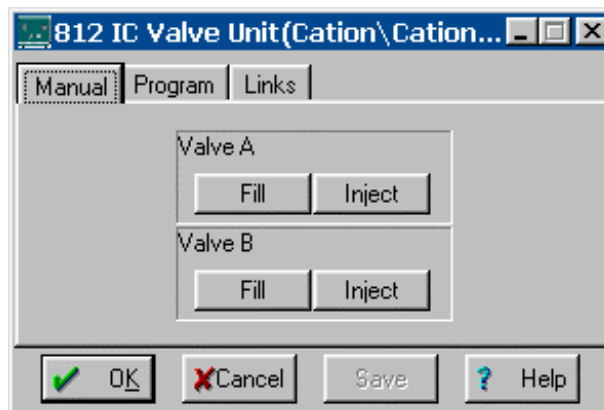 812 IC Valve Unit(Cation\Cation...
Manual Program Links
Valve A
Fill Inject
Valve B
Fill Inject
OK Cancel Save ? Help